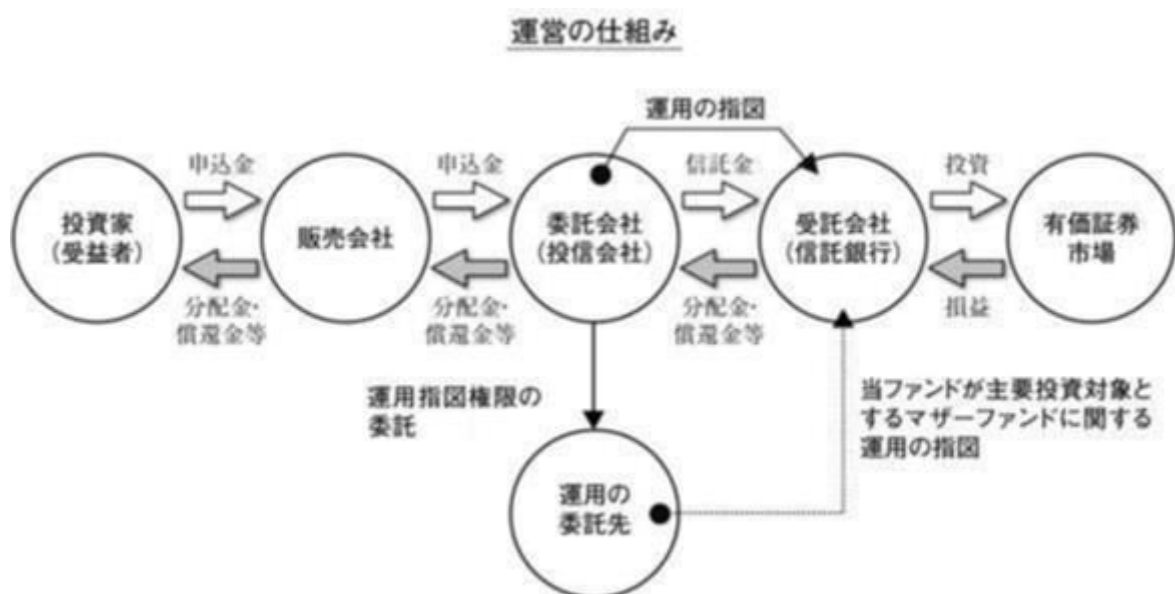 運営の仕組み
運用の指図
申込金
申込金
信託金
投資
投資家
（受益者）
販売会社
委託会社
（投信会社）
受託会社
（信託銀行）
有価証券
市場
分配金・
償還金等
分配金・
償還金等
分配金・
償還金等
損益
運用指図権限の
委託
当ファンドが主要投資対象と
するマザーファンドに関する
運用の指図
運用の
委託先